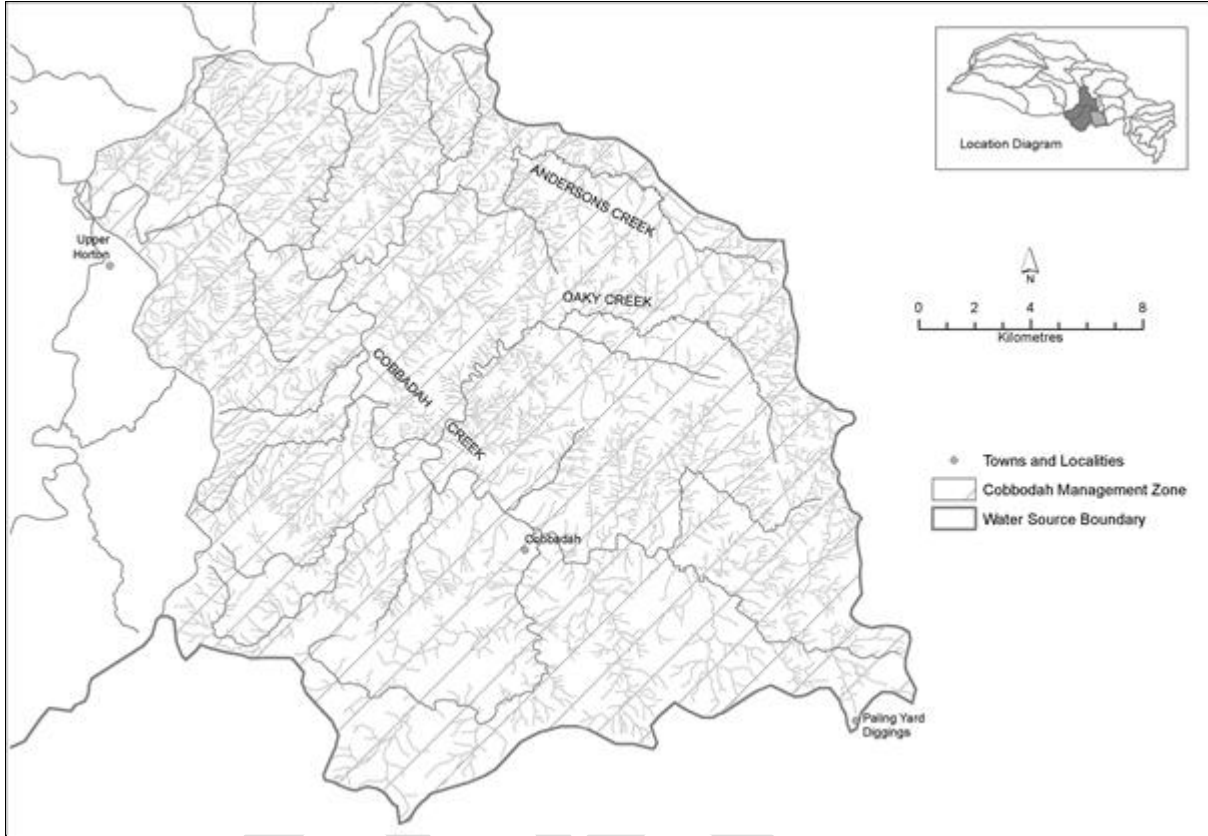 Location Diagram
ANDERSONS CREEK
Upper
Horton
N
OAKY CREEK
0 2 4 8
Kilometres
COBBADAH
CREEK
Towns and Localities
Cobbodah Management Zone
Water Source Boundary
Cobbadah
Paling Yard
Diggings